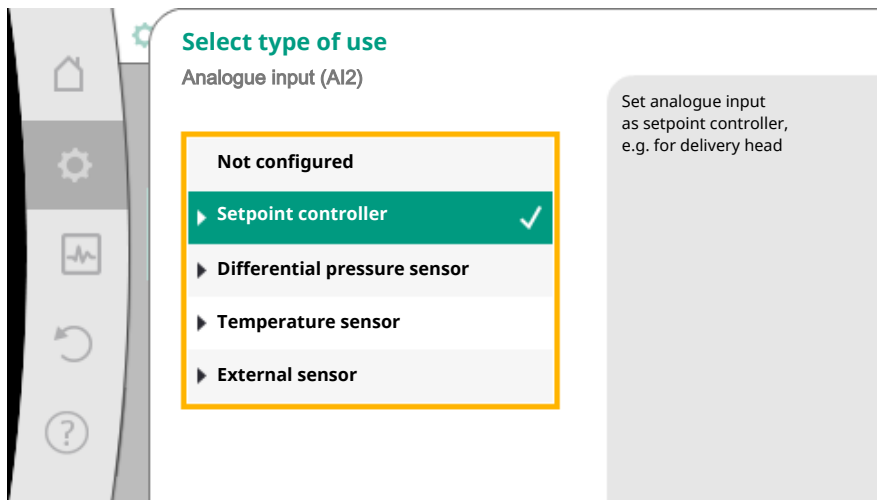 Select type of use
Analogue input (AI2)
Set analogue input
as setpoint controller,
e.g. for delivery head
Not configured
Setpoint controller
Differential pressure sensor
Temperature sensor
External sensor
?